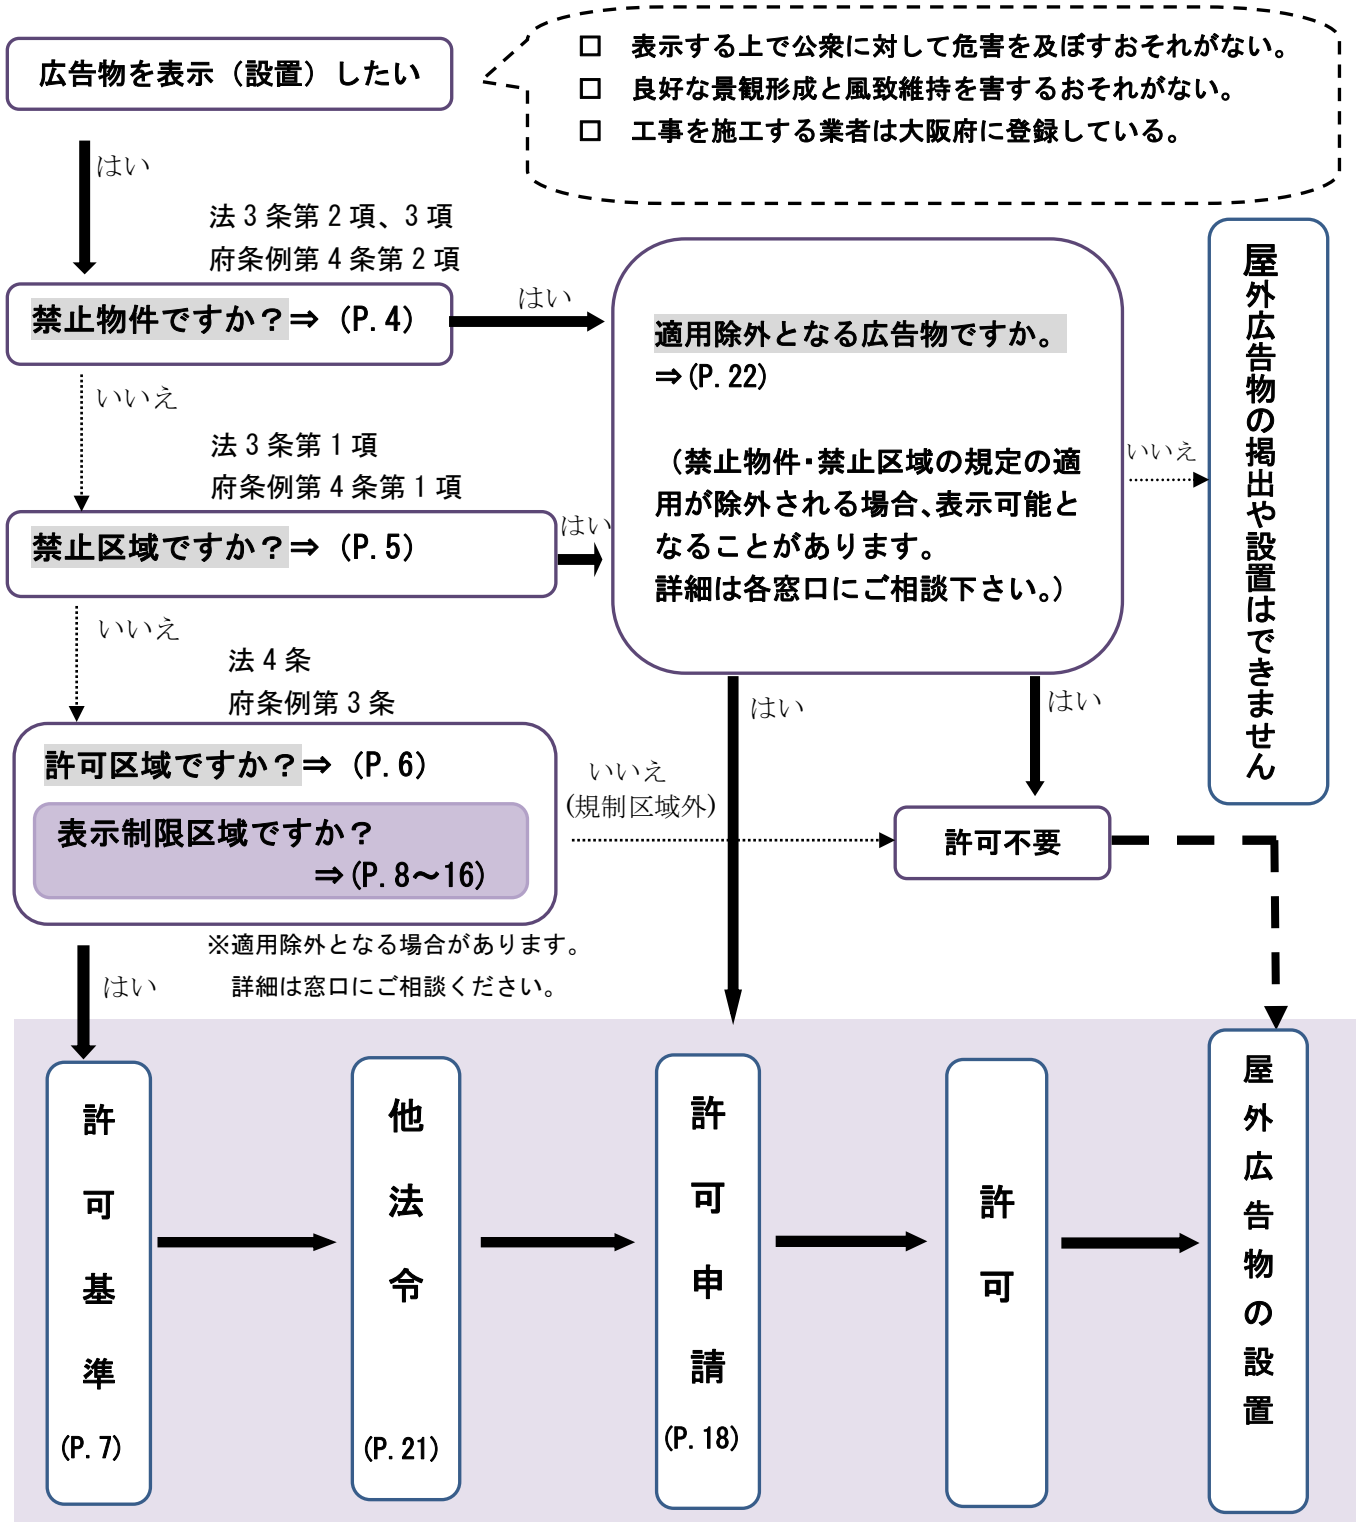 広告物を表示（設置）したい
□ 表示する上で公衆に対して危害を及ぼすおそれがない。
□ 良好な景観形成と風致維持を害するおそれがない。
□ 工事を施工する業者は大阪府に登録している。
はい
法3条第2項、3項
府条例第4条第2項
禁止物件ですか？⇒（P.4）
はい
いいえ
法3条第1項
府条例第4条第1項
禁止区域ですか？⇒（P.5）
はい
いいえ
適用除外となる広告物ですか。
⇒(P.22)
（禁止物件・禁止区域の規定の適
用が除外される場合、表示可能と
なることがあります。
詳細は各窓口にご相談下さい。）
いいえ
屋外広告物の掲出や設置はできません
法4条
府条例第3条
許可区域ですか？⇒（P.6）
表示制限区域ですか？
⇒(P.8～16)
いいえ
(規制区域外)
はい
はい
許可不要
※適用除外となる場合があります。
詳細は窓口にご相談ください。
はい
許可基準
(P.7)
他法令
(P.21)
許可申請
(P.18)
許可
屋外広告物の設置